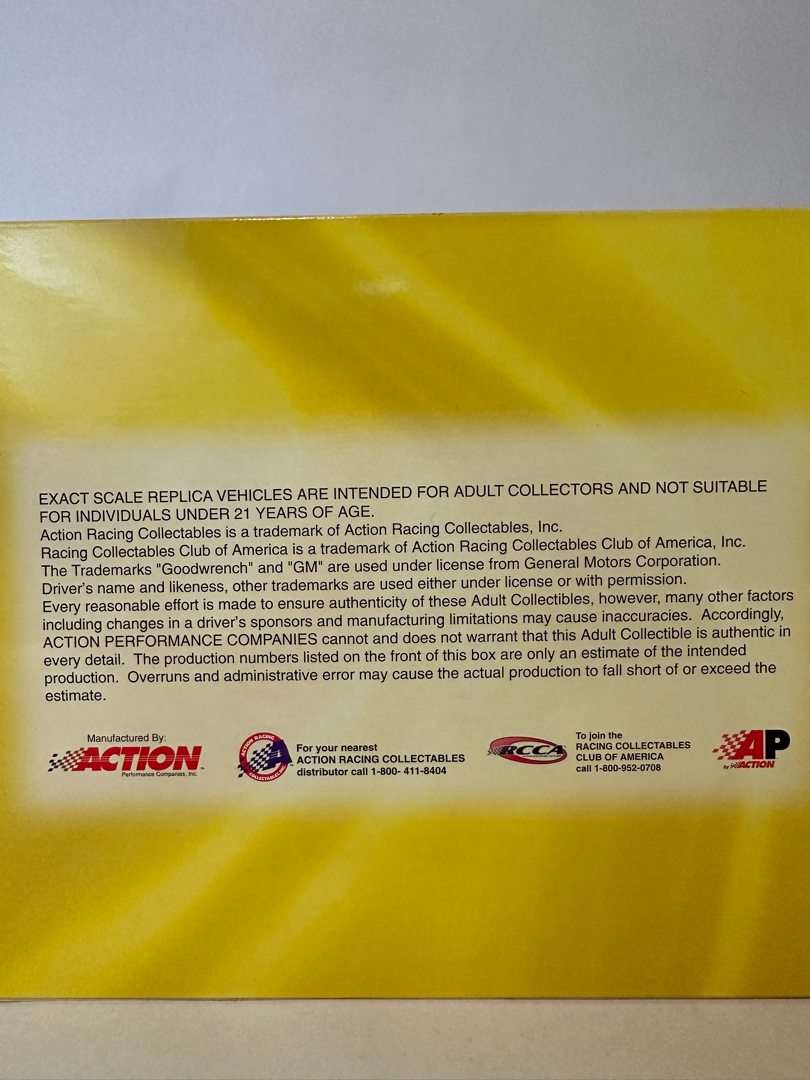 EXACT SCALE REPLICA VEHICLES ARE INTENDED FOR ADULT COLLECTORS AND NOT SUITABLE
FOR INDIVIDUALS UNDER 21 YEARS OF AGE.
Action Racing Collectables is a trademark of Action Racing Collectables, Inc.
Racing Collectables Club of America is a trademark of Action Racing Collectables Club of America, Inc.
The Trademarks "Goodwrench" and "GM" are used under license from General Motors Corporation.
Driver's name and likeness, other trademarks are used either under license or with permission.
Every reasonable effort is made to ensure authenticity of these Adult Collectibles, however, many other factors
including changes in a driver's sponsors and manufacturing limitations may cause inaccuracies. Accordingly,
ACTION PERFORMANCE COMPANIES cannot and does not warrant that this Adult Collectible is authentic in
every detail. The production numbers listed on the front of this box are only an estimate of the intended
production. Overruns and administrative error may cause the actual production to fall short of or exceed the
estimate.
Manufactured By:
ACTION
Performance Companies, Inc.
ACTION RACING
COLLECTABLES
A
For your nearest
ACTION RACING COLLECTABLES
distributor call 1-800- 411-8404
RCCA
To join the
RACING COLLECTABLES
CLUB OF AMERICA
call 1-800-952-0708
AP
by ACTION